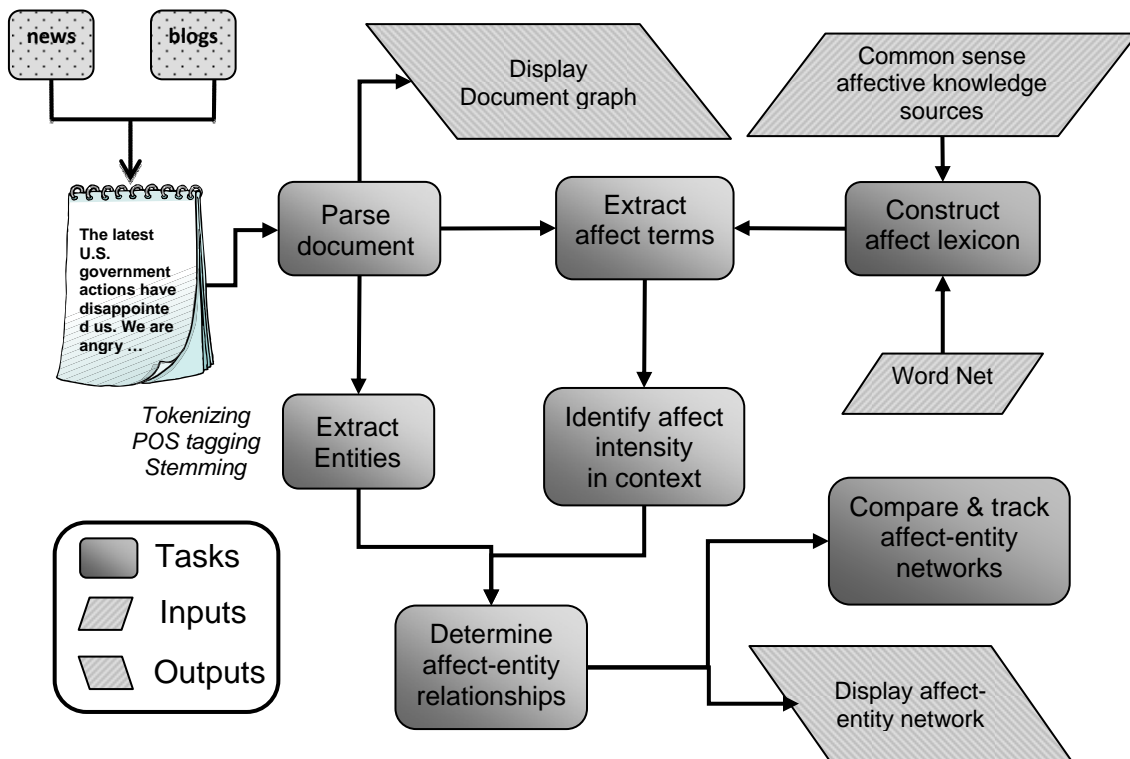 news
blogs
Display
Document graph
Common sense
affective knowledge
sources
The latest
U.S.
government
actions have
disappointe
d us. We are
angry ...
Parse
document
Extract
affect terms
Construct
affect lexicon
Word Net
Tokenizing
POS tagging
Stemming
Extract
Entities
Identify affect
intensity
in context
Compare & track
affect-entity
networks
Tasks
Inputs
Outputs
Determine
affect-entity
relationships
Display affect-
entity network